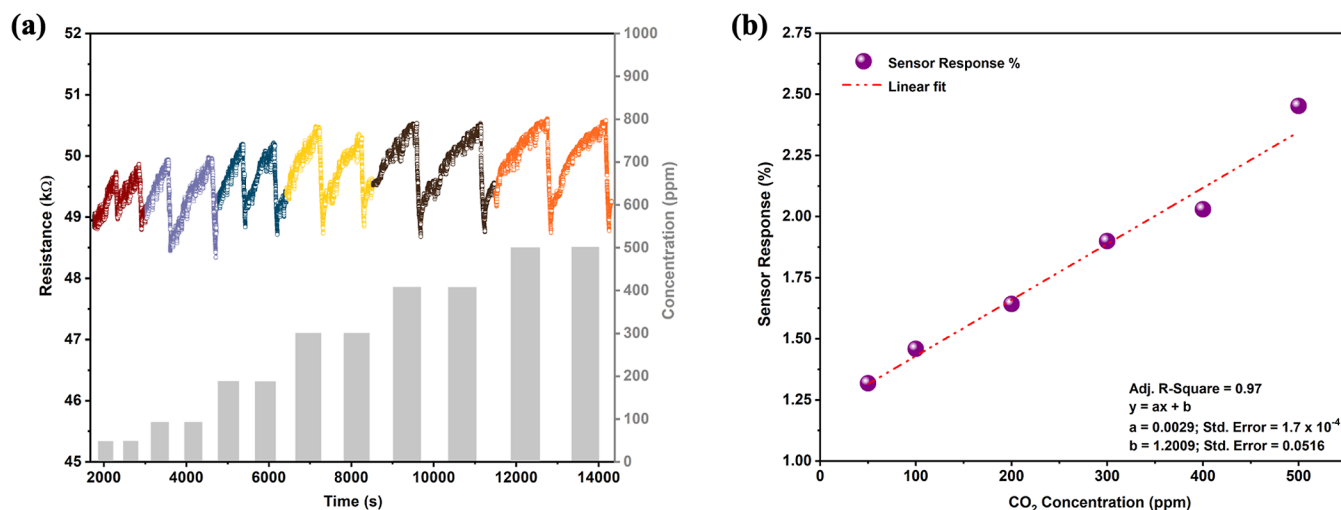 (a)
52
51
50
49
48
47
46
45
Resistance (kΩ)
2000 4000 6000 8000 10000 12000 14000
Time (s)
1000
900
800
700
600
500
400
300
200
100
0
Concentration (ppm)
(b)
2.75
2.50
2.25
2.00
1.75
1.50
1.25
1.00
Sensor Response (%)
Sensor Response %
Linear fit
Adj. R-Square = 0.97
y = ax + b
a = 0.0029; Std. Error = 1.7 x 10⁻⁴
b = 1.2009; Std. Error = 0.0516
0 100 200 300 400 500
CO₂ Concentration (ppm)